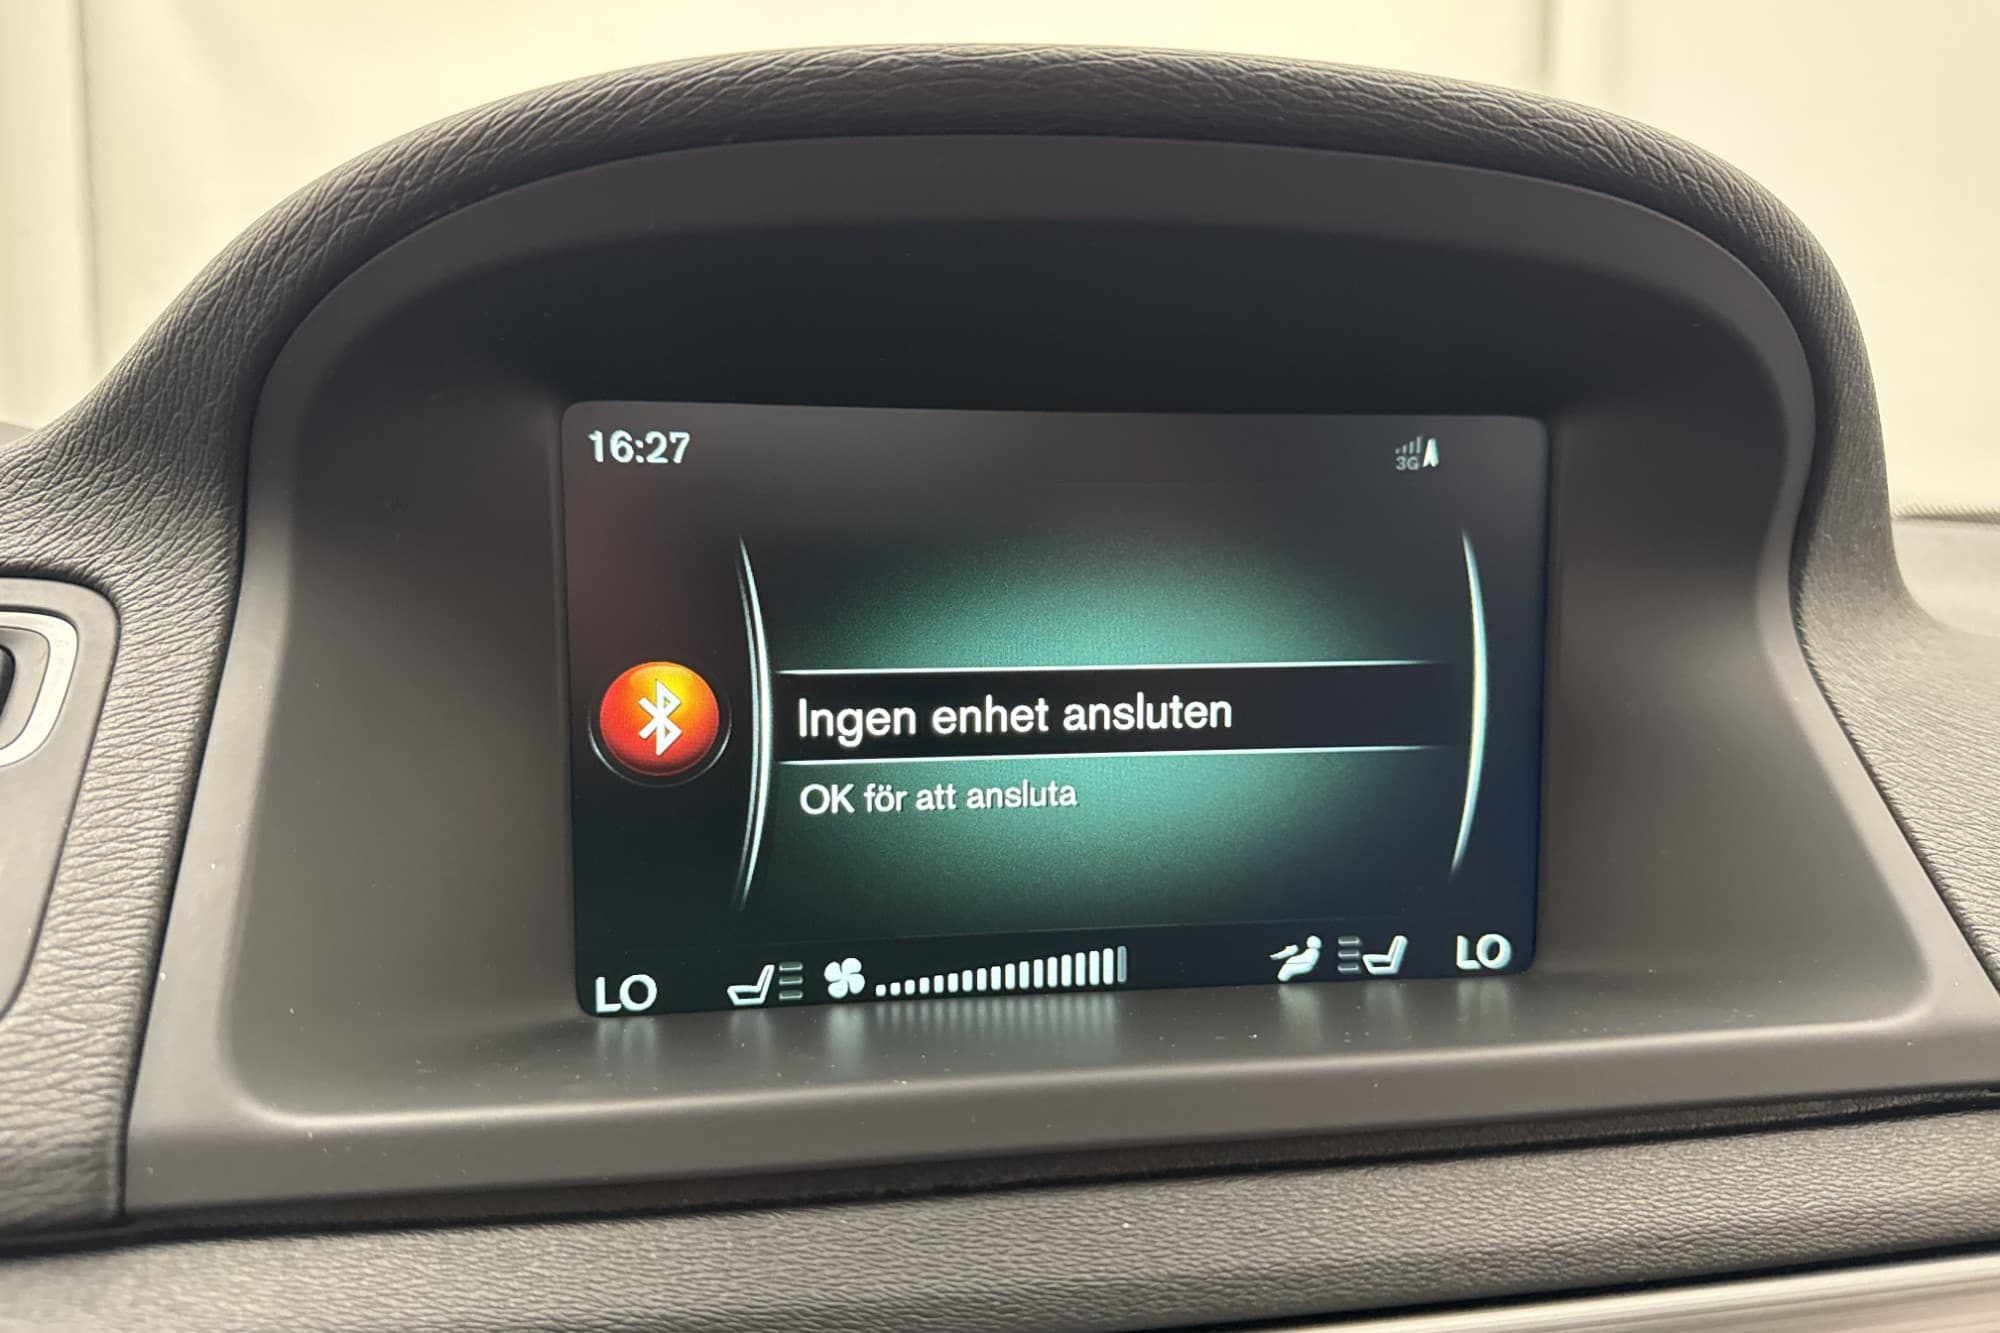 16:27
3G
Ingen enhet ansluten
OK för att ansluta
LO
LO